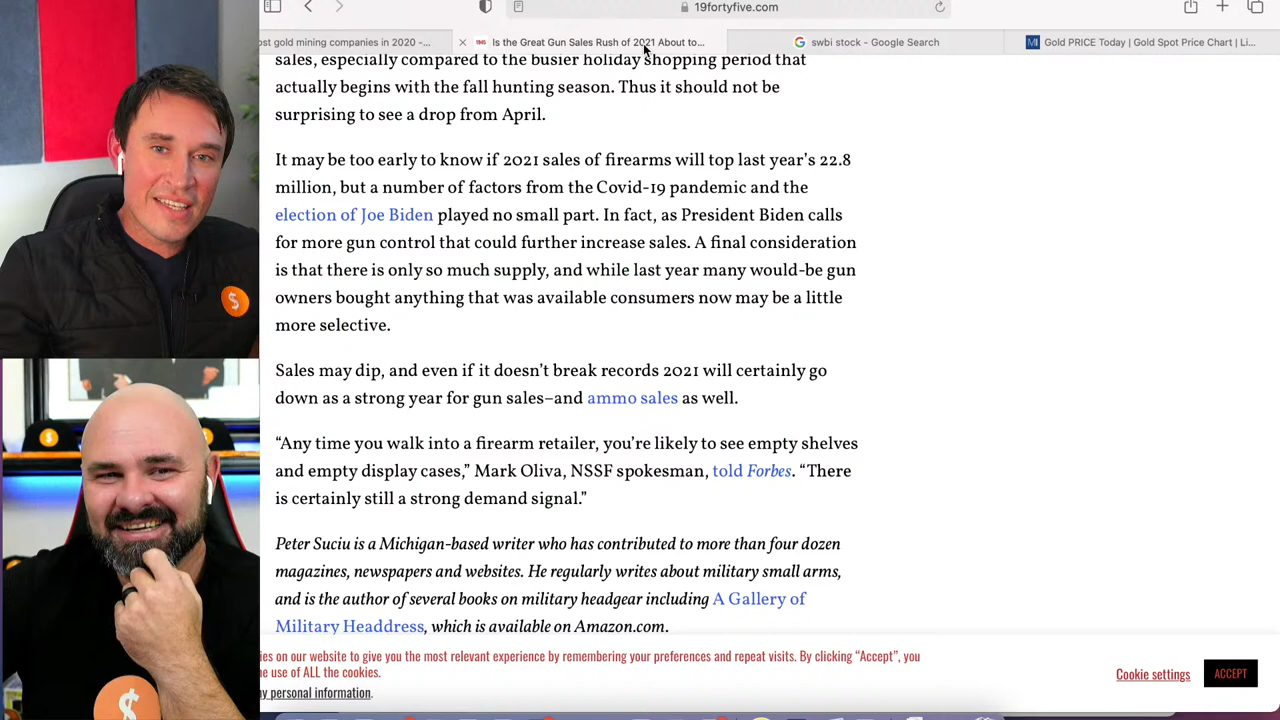 19fortyfive.com
ost gold mining companies in 2020 -...
1945 Is the Great Gun Sales Rush of 2021 About to...
swbi stock - Google Search
MI Gold PRICE Today | Gold Spot Price Chart | Li...
sales, especially compared to the busier holiday shopping period that
actually begins with the fall hunting season. Thus it should not be
surprising to see a drop from April.
It may be too early to know if 2021 sales of firearms will top last year’s 22.8
million, but a number of factors from the Covid-19 pandemic and the
election of Joe Biden played no small part. In fact, as President Biden calls
for more gun control that could further increase sales. A final consideration
is that there is only so much supply, and while last year many would-be gun
owners bought anything that was available consumers now may be a little
more selective.
Sales may dip, and even if it doesn’t break records 2021 will certainly go
down as a strong year for gun sales–and ammo sales as well.
“Any time you walk into a firearm retailer, you’re likely to see empty shelves
and empty display cases,” Mark Oliva, NSSF spokesman, told Forbes. “There
is certainly still a strong demand signal.”
Peter Suciu is a Michigan-based writer who has contributed to more than four dozen
magazines, newspapers and websites. He regularly writes about military small arms,
and is the author of several books on military headgear including A Gallery of
Military Headdress, which is available on Amazon.com.
ies on our website to give you the most relevant experience by remembering your preferences and repeat visits. By clicking “Accept”, you
he use of ALL the cookies.
ny personal information.
Cookie settings
ACCEPT
$
$
$
$